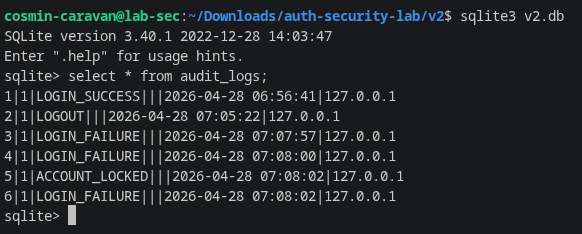 cosmin-caravan@lab-sec:~/Downloads/auth-security-lab/v2$ sqlite3 v2.db
SQLite version 3.40.1 2022-12-28 14:03:47
Enter ".help" for usage hints.
sqlite> select * from audit_logs;
1|1|LOGIN_SUCCESS|||2026-04-28 06:56:41|127.0.0.1
2|1|LOGOUT|||2026-04-28 07:05:22|127.0.0.1
3|1|LOGIN_FAILURE|||2026-04-28 07:07:57|127.0.0.1
4|1|LOGIN_FAILURE|||2026-04-28 07:08:00|127.0.0.1
5|1|ACCOUNT_LOCKED|||2026-04-28 07:08:02|127.0.0.1
6|1|LOGIN_FAILURE|||2026-04-28 07:08:02|127.0.0.1
sqlite>